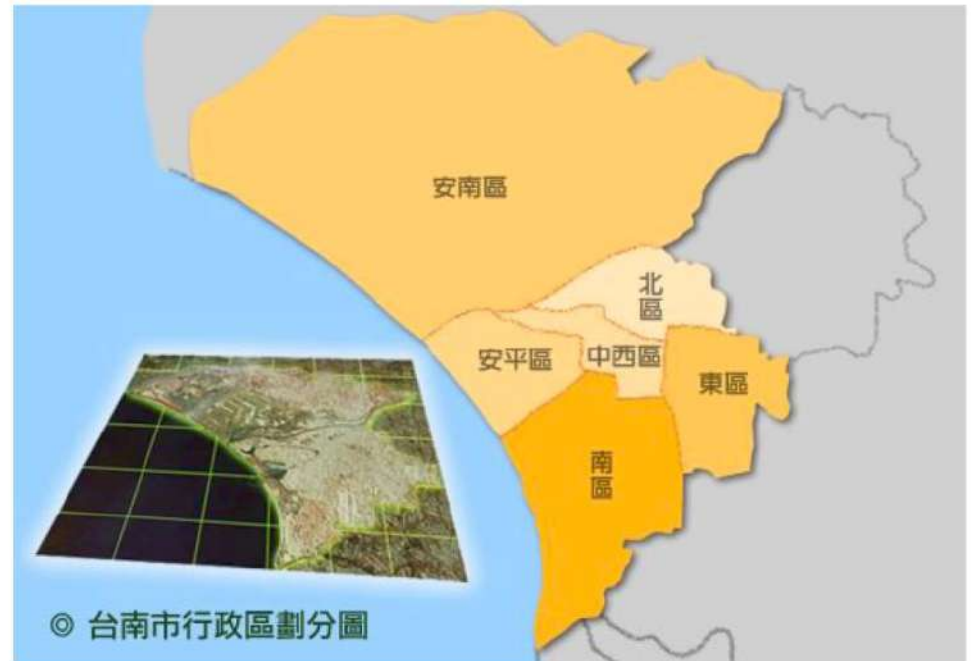 安南區
北區
安平區
中西區
東區
南區
◎ 台南市行政區劃分圖